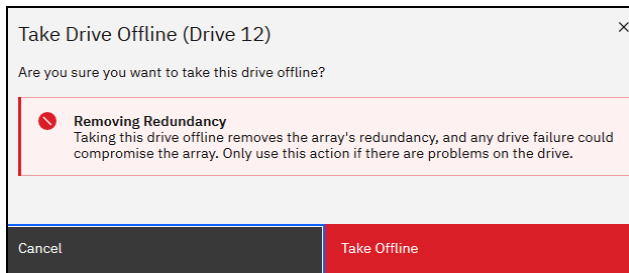 Take Drive Offline (Drive 12)
Are you sure you want to take this drive offline?
Removing Redundancy
Taking this drive offline removes the array's redundancy, and any drive failure could
compromise the array. Only use this action if there are problems on the drive.
Cancel
Take Offline